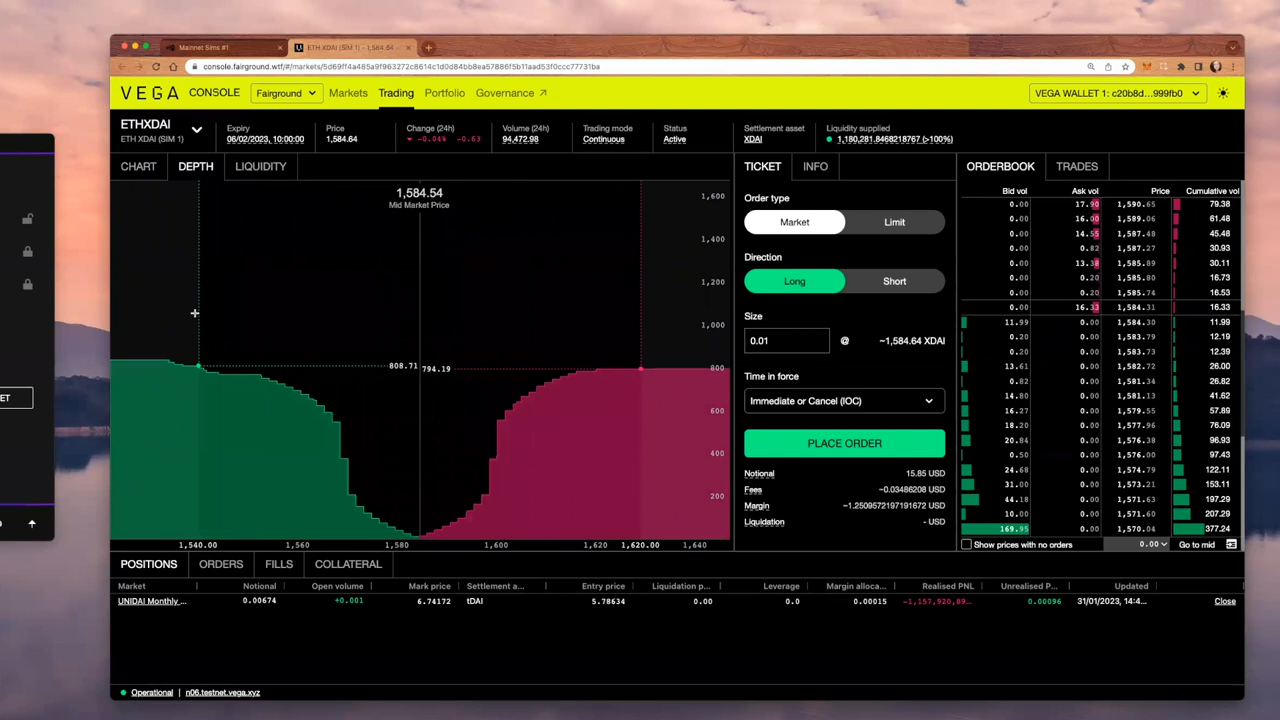 Mainnet Sims #1
ETH XDAI (SIM 1) – 1,584.64
console.fairground.wtf/#/markets/5d69ff4a485a9f963272c8614c1d0d84bb8ea57886f5b11aad53f0ccc77731ba
VEGA CONSOLE Fairground Markets Trading Portfolio Governance VEGA WALLET 1: c20b8d...999fb0
ETHXDAI
ETH XDAI (SIM 1)
Expiry Price Change (24h) Volume (24h) Trading mode Status Settlement asset Liquidity supplied
06/02/2023, 10:00:00 1,584.64 -0.04% -0.63 94,472.98 Continuous Active XDAI 1,180,281.8468218767 (>100%)
CHART DEPTH LIQUIDITY
1,584.54
Mid Market Price
1,600
1,400
1,200
1,000
808.71 794.19 800
600
400
200
1,540.00 1,560 1,580 1,600 1,620 1,620.00 1,640
TICKET INFO
Order type
Market Limit
Direction
Long Short
Size
0.01 @ ~1,584.64 XDAI
Time in force
Immediate or Cancel (IOC)
PLACE ORDER
Notional 15.85 USD
Fees ~0.03486208 USD
Margin ~1.2509572197191672 USD
Liquidation - USD
ET
ORDERBOOK TRADES
Bid vol Ask vol Price Cumulative vol
0.00 17.90 1,590.65 79.38
0.00 16.00 1,589.06 61.48
0.00 14.55 1,587.48 45.48
0.00 0.82 1,587.27 30.93
0.00 13.38 1,585.89 30.11
0.00 0.20 1,585.80 16.73
0.00 0.20 1,585.74 16.53
0.00 16.33 1,584.31 16.33
11.99 0.00 1,584.30 11.99
0.20 0.00 1,583.79 12.19
0.20 0.00 1,583.73 12.39
13.61 0.00 1,582.72 26.00
0.82 0.00 1,581.34 26.82
14.80 0.00 1,581.13 41.62
16.27 0.00 1,579.55 57.89
18.20 0.00 1,577.96 76.09
20.84 0.00 1,576.38 96.93
0.50 0.00 1,576.00 97.43
24.68 0.00 1,574.79 122.11
31.00 0.00 1,573.21 153.11
44.18 0.00 1,571.63 197.29
10.00 0.00 1,571.60 207.29
169.95 0.00 1,570.04 377.24
Show prices with no orders 0.00 Go to mid
POSITIONS ORDERS FILLS COLLATERAL
Market Notional Open volume Mark price Settlement a... Entry price Liquidation p... Leverage Margin alloca... Realised PNL Unrealised P... Updated
UNIDAI Monthly ... 0.00674 +0.001 6.74172 tDAI 5.78634 0.00 0.0 0.00015 -1,157,920,89... 0.00096 31/01/2023, 14:4... Close
Operational n06.testnet.vega.xyz